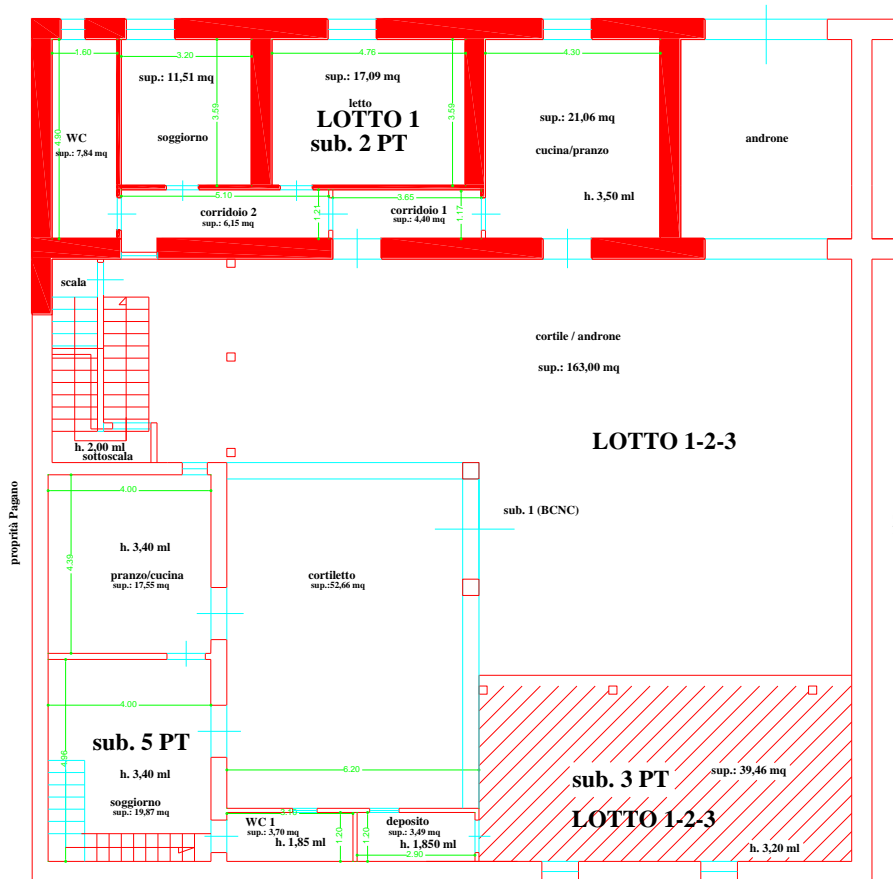 1.60
3.20
4.76
4.30
sup.: 11,51 mq
sup.: 17,09 mq
letto
LOTTO 1
sub. 2 PT
sup.: 21,06 mq
cucina/pranzo
androne
WC
sup.: 7,84 mq
4.90
3.59
3.59
soggiorno
h. 3,50 ml
5.10
3.68
corridoio 2
sup.: 6,15 mq
1.21
corridoio 1
sup.: 4,40 mq
1.17
scala
cortile / androne
sup.: 163,00 mq
LOTTO 1-2-3
h. 2,00 ml
sottoscala
proprità Pagano
4.00
4.39
sub. 1 (BCNC)
h. 3,40 ml
pranzo/cucina
sup.: 17,55 mq
cortiletto
sup.:52,66 mq
4.00
4.96
sub. 5 PT
h. 3,40 ml
soggiorno
sup.: 19,87 mq
6.20
sub. 3 PT
sup.: 39,46 mq
LOTTO 1-2-3
h. 3,20 ml
WC 1
sup.: 3,70 mq
h. 1,85 ml
1.20
1.20
deposito
sup.: 3,49 mq
h. 1,850 ml
2.90